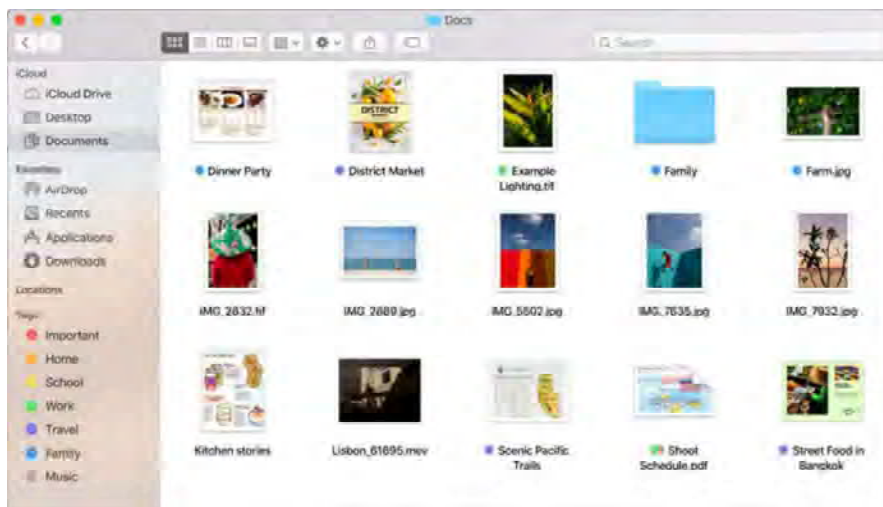 Docs
Search
iCloud
iCloud Drive
Desktop
Documents
Favorites
AirDrop
Recents
Applications
Downloads
Locations
Tags
Important
Home
School
Work
Travel
Family
Music
Dinner Party
District Market
Example
Lighting.tif
Family
Farm.jpg
IMG_2832.tif
IMG_2889.jpg
IMG_5502.jpg
IMG_7635.jpg
IMG_7932.jpg
Kitchen stories
Lisbon_61695.mov
Scenic Pacific
Trails
Shoot
Schedule.pdf
Street Food in
Bangkok
DISTRICT